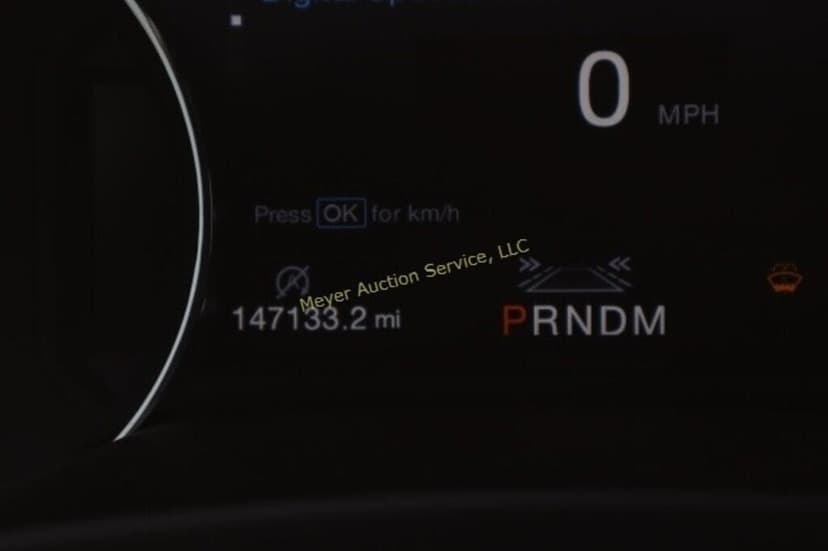 0 MPH
Press OK for km/h
Meyer Auction Service, LLC
147133.2 mi
PRNDM